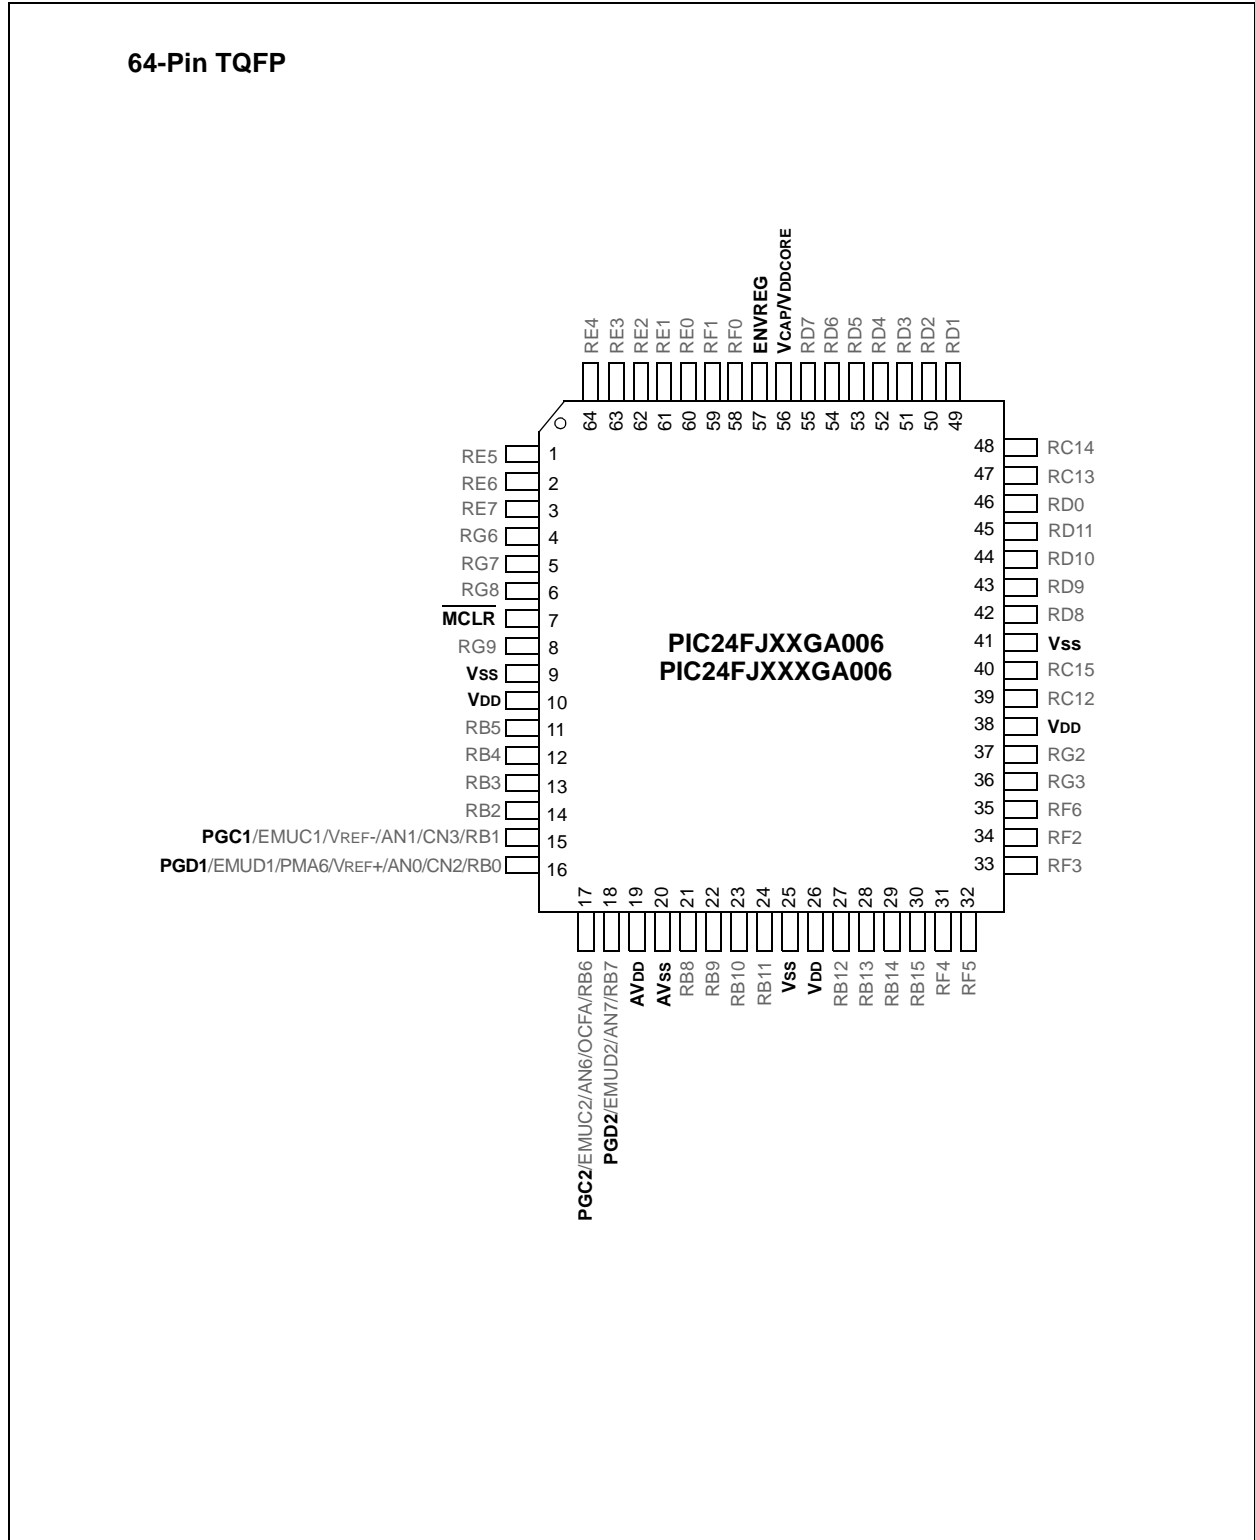 64-Pin TQFP
RE4
RE3
RE2
RE1
RE0
RF1
RF0
ENVREG
VCAP/VDDCORE
RD7
RD6
RD5
RD4
RD3
RD2
RD1
64
63
62
61
60
59
58
57
56
55
54
53
52
51
50
49
RE5 1
RE6 2
RE7 3
RG6 4
RG7 5
RG8 6
MCLR 7
RG9 8
VSS 9
VDD 10
RB5 11
RB4 12
RB3 13
RB2 14
PGC1/EMUC1/VREF-/AN1/CN3/RB1 15
PGD1/EMUD1/PMA6/VREF+/AN0/CN2/RB0 16
PIC24FJXXGA006
PIC24FJXXXGA006
48 RC14
47 RC13
46 RD0
45 RD11
44 RD10
43 RD9
42 RD8
41 Vss
40 RC15
39 RC12
38 VDD
37 RG2
36 RG3
35 RF6
34 RF2
33 RF3
17
18
19
20
21
22
23
24
25
26
27
28
29
30
31
32
PGC2/EMUC2/AN6/OCFA/RB6
PGD2/EMUD2/AN7/RB7
AVDD
AVss
RB8
RB9
RB10
RB11
Vss
VDD
RB12
RB13
RB14
RB15
RF4
RF5